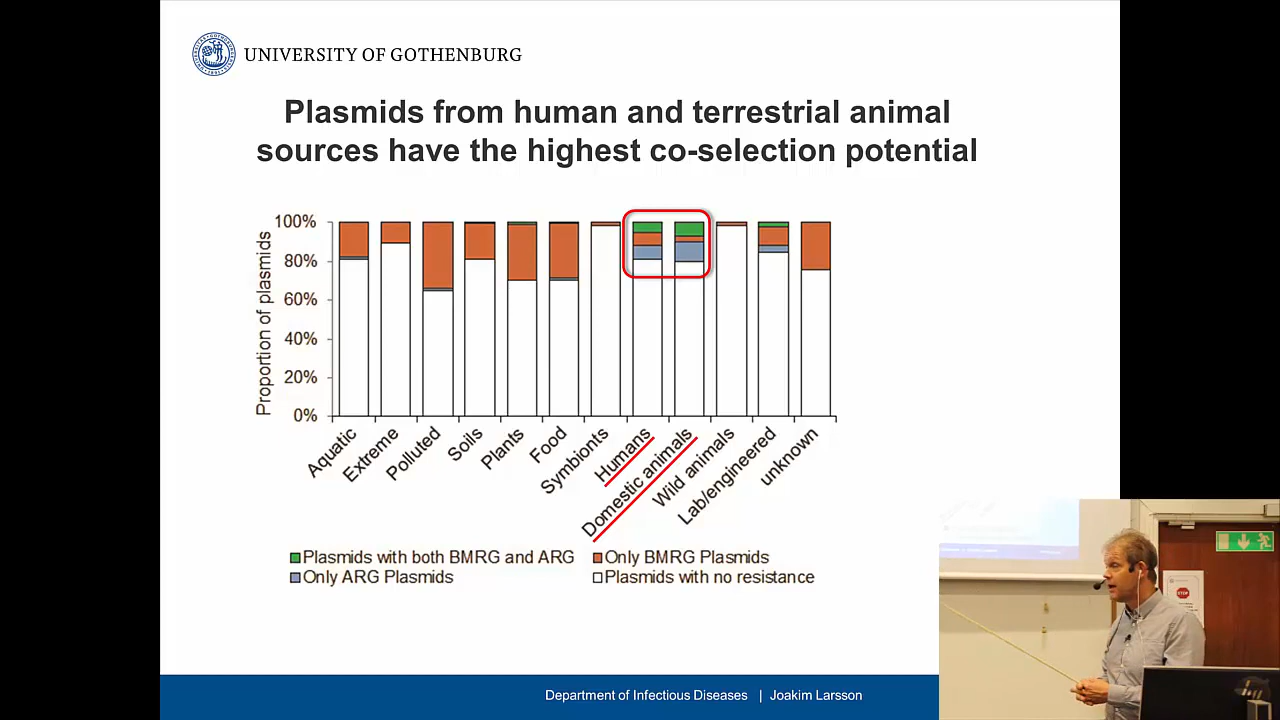 UNIVERSITY OF GOTHENBURG
Plasmids from human and terrestrial animal
sources have the highest co-selection potential
Proportion of plasmids
100%
80%
60%
40%
20%
0%
Aquatic
Extreme
Polluted
Soils
Plants
Food
Symbionts
Humans
Domestic animals
Wild animals
Lab/engineered
unknown
Plasmids with both BMRG and ARG
Only BMRG Plasmids
Only ARG Plasmids
Plasmids with no resistance
Department of Infectious Diseases | Joakim Larsson
STOP